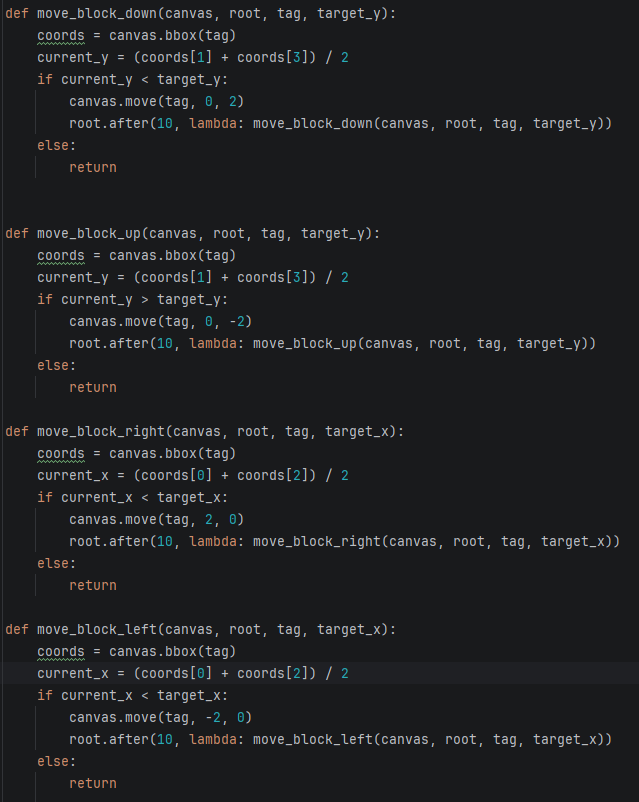 def move_block_down(canvas, root, tag, target_y):
    coords = canvas.bbox(tag)
    current_y = (coords[1] + coords[3]) / 2
    if current_y < target_y:
        canvas.move(tag, 0, 2)
        root.after(10, lambda: move_block_down(canvas, root, tag, target_y))
    else:
        return
def move_block_up(canvas, root, tag, target_y):
    coords = canvas.bbox(tag)
    current_y = (coords[1] + coords[3]) / 2
    if current_y > target_y:
        canvas.move(tag, 0, -2)
        root.after(10, lambda: move_block_up(canvas, root, tag, target_y))
    else:
        return
def move_block_right(canvas, root, tag, target_x):
    coords = canvas.bbox(tag)
    current_x = (coords[0] + coords[2]) / 2
    if current_x < target_x:
        canvas.move(tag, 2, 0)
        root.after(10, lambda: move_block_right(canvas, root, tag, target_x))
    else:
        return
def move_block_left(canvas, root, tag, target_x):
    coords = canvas.bbox(tag)
    current_x = (coords[0] + coords[2]) / 2
    if current_x < target_x:
        canvas.move(tag, -2, 0)
        root.after(10, lambda: move_block_left(canvas, root, tag, target_x))
    else:
        return